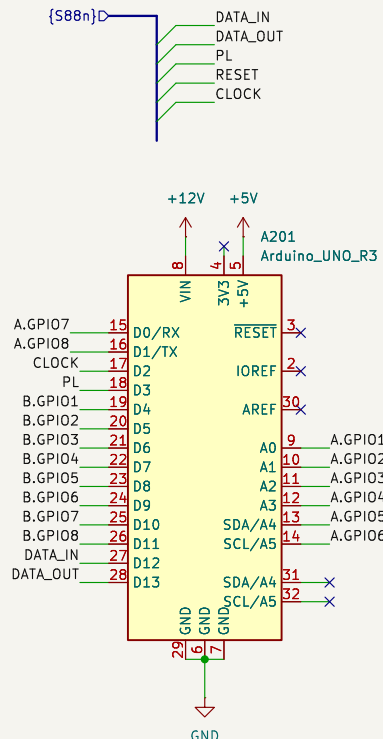 {S88n}
DATA_IN
DATA_OUT
PL
RESET
CLOCK
+12V
+5V
A201
Arduino_UNO_R3
8
4
5
VIN
3V3
+5V
A.GPIO7 15 D0/RX
A.GPIO8 16 D1/TX
CLOCK 17 D2
PL 18 D3
B.GPIO1 19 D4
B.GPIO2 20 D5
B.GPIO3 21 D6
B.GPIO4 22 D7
B.GPIO5 23 D8
B.GPIO6 24 D9
B.GPIO7 25 D10
B.GPIO8 26 D11
DATA_IN 27 D12
DATA_OUT 28 D13
RESET 3
IOREF 2
AREF 30
A0 9 A.GPIO1
A1 10 A.GPIO2
A2 11 A.GPIO3
A3 12 A.GPIO4
SDA/A4 13 A.GPIO5
SCL/A5 14 A.GPIO6
SDA/A4 31
SCL/A5 32
GND
GND
GND
29
6
7
GND